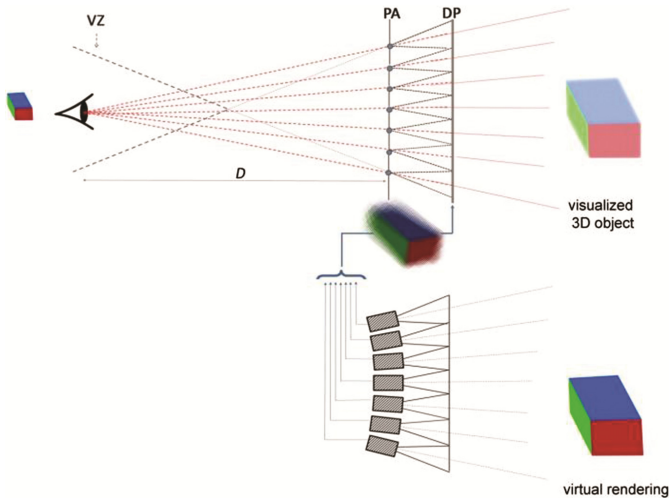 VZ
PA
DP
D
visualized
3D object
virtual rendering